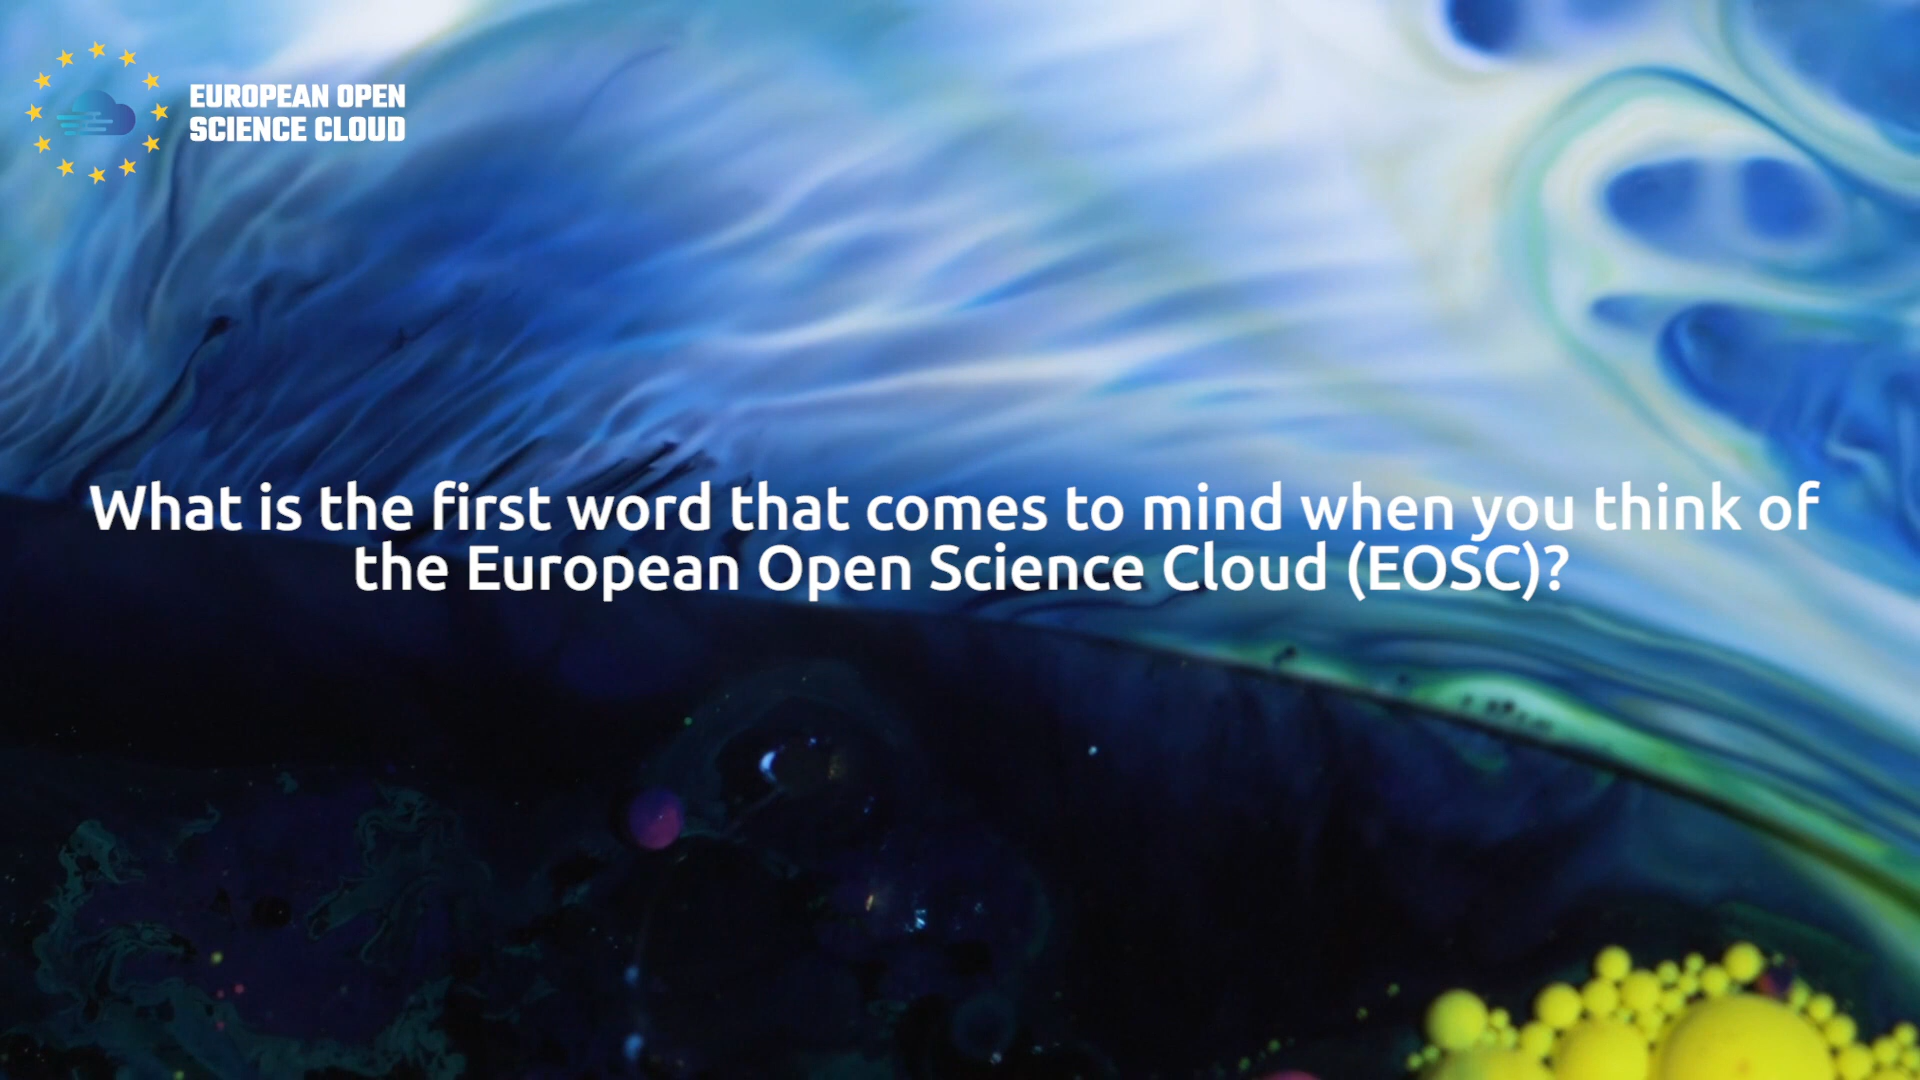 EUROPEAN OPEN
SCIENCE CLOUD
What is the first word that comes to mind when you think of
the European Open Science Cloud (EOSC)?